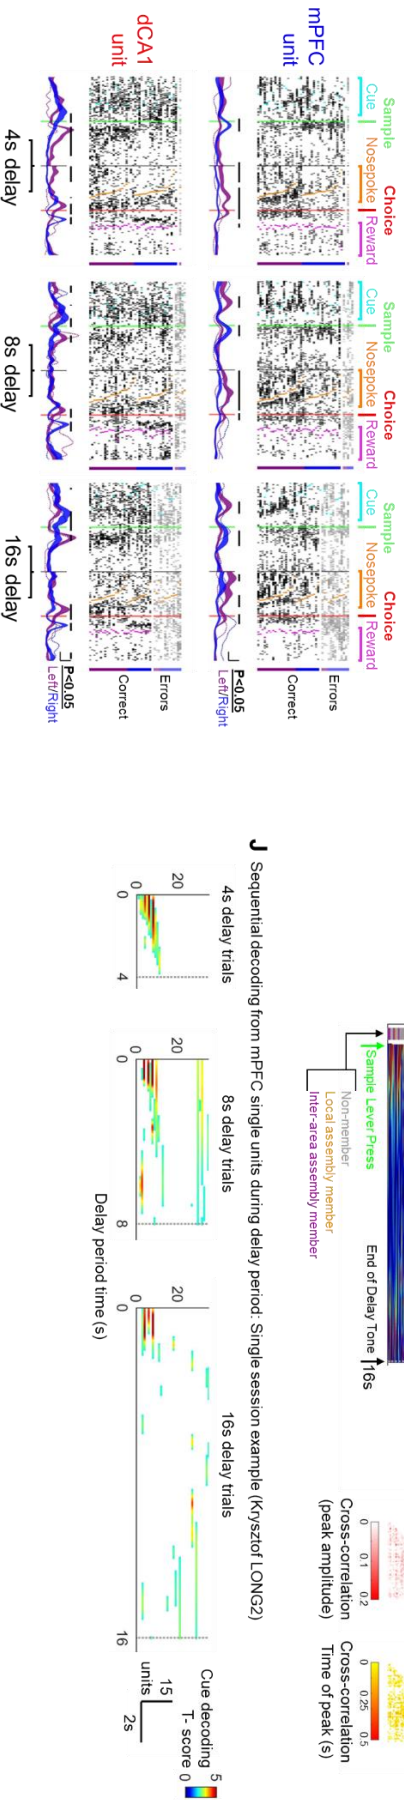 mPFC
unit
Sample
Choice
Cue
Nosepoke
Reward
Sample
Choice
Cue
Nosepoke
Reward
Sample
Choice
Cue
Nosepoke
Reward
Errors
Correct
P<0.05
Left/Right
dCA1
unit
Errors
Correct
P<0.05
Left/Right
4s delay
8s delay
16s delay
Sample Lever Press
End of Delay Tone
16s
Non-member
Local assembly member
Inter-area assembly member
0
0.1
0.2
Cross-correlation
(peak amplitude)
0
0.25
0.5
Cross-correlation
Time of peak (s)
J
Sequential decoding from mPFC single units during delay period: Single session example (Krysztof LONG2)
4s delay trials
8s delay trials
16s delay trials
20
0
0
4
20
0
0
8
20
0
0
16
Delay period time (s)
Cue decoding
T- score
0
5
15
units
2s